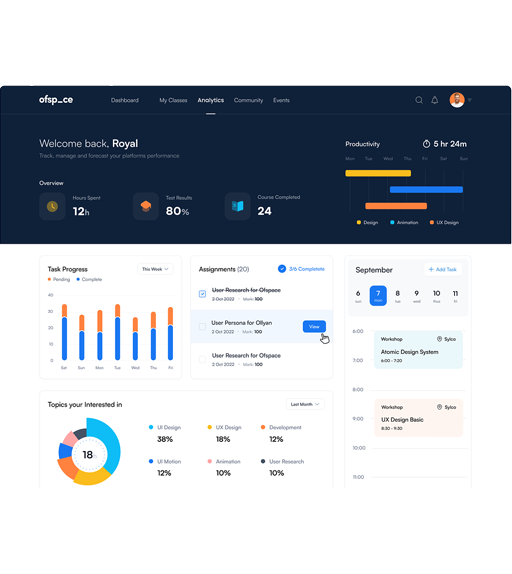 ofsp_ce
Dashboard
My Classes
Analytics
Community
Events
Welcome back, Royal
Track, manage and forecast your platforms performance
Overview
Hours Spent
12h
Test Results
80%
Course Completed
24
Productivity
5 hr 24m
Mon Tue Wed Thu Fri Sat Sun
Design Animation UX Design
Task Progress
This Week
Pending Complete
40
30
20
10
0
Sat Sun Mon Tue Wed Fri
Assignments (20)
3/6 Complete
User Research for Ofspace
2 Oct 2022 • Mark: 100
User Persona for Ollyan
2 Oct 2022 • Mark: 100
View
User Research for Ofspace
2 Oct 2022 • Mark: 100
September
+ Add Task
6 7 8 9 10 11
sun mon tue wed thu fri
6:00
Workshop
Sylco
Atomic Design System
6:00 - 7:20
7:00
8:00
Workshop
Sylco
UX Design Basic
8:30 - 9:30
9:00
10:00
11:00
Topics your Interested in
Last Month
18
UI Design
38%
UX Design
18%
Development
12%
UI Motion
12%
Animation
10%
User Research
10%